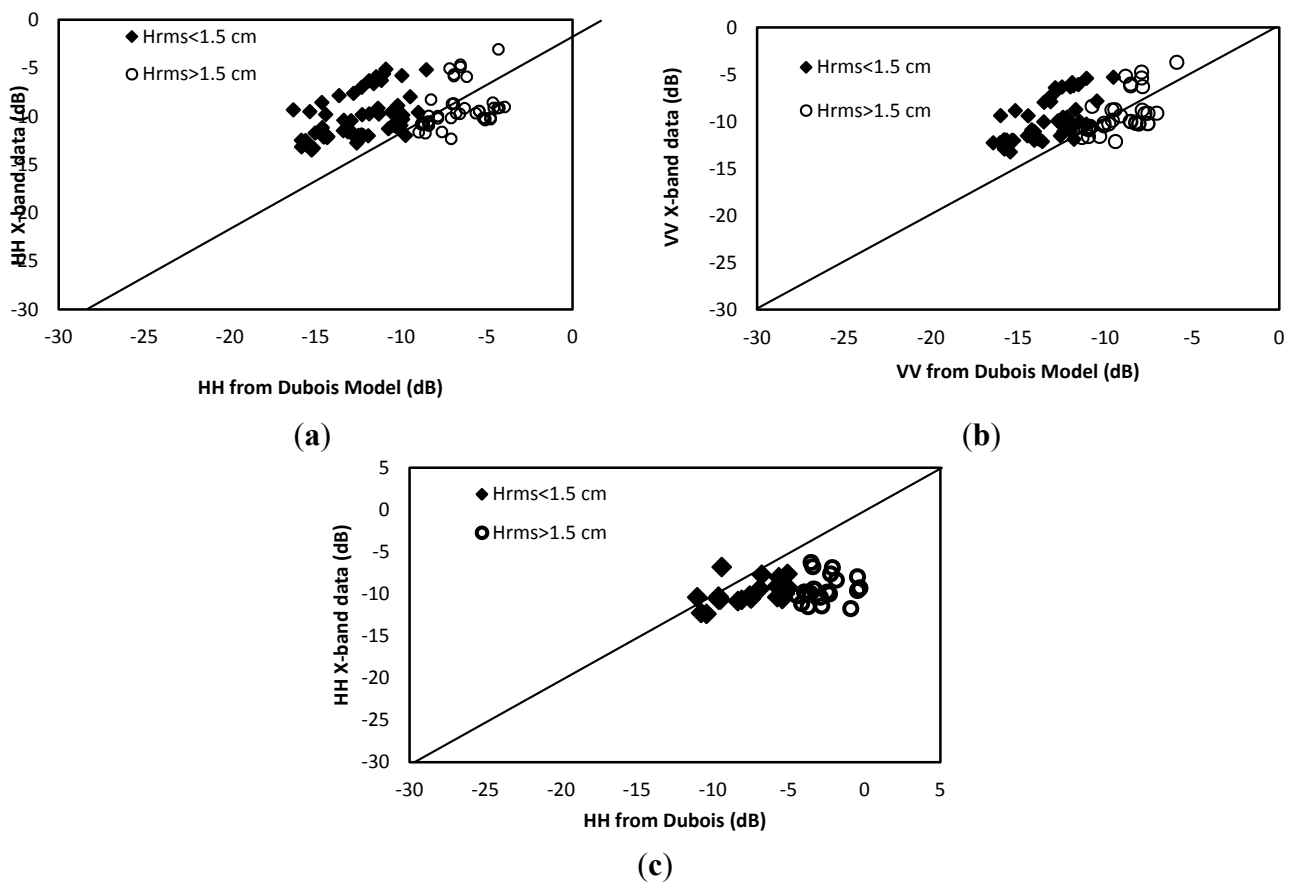 0
-5
-10
-15
-20
-25
-30
HH X-band data (dB)
Hrms<1.5 cm
Hrms>1.5 cm
-30 -25 -20 -15 -10 -5 0
HH from Dubois Model (dB)
(a)
0
-5
-10
-15
-20
-25
-30
VV X-band data (dB)
Hrms<1.5 cm
Hrms>1.5 cm
-30 -25 -20 -15 -10 -5 0
VV from Dubois Model (dB)
(b)
5
0
-5
-10
-15
-20
-25
-30
HH X-band data (dB)
Hrms<1.5 cm
Hrms>1.5 cm
-30 -25 -20 -15 -10 -5 0 5
HH from Dubois (dB)
(c)